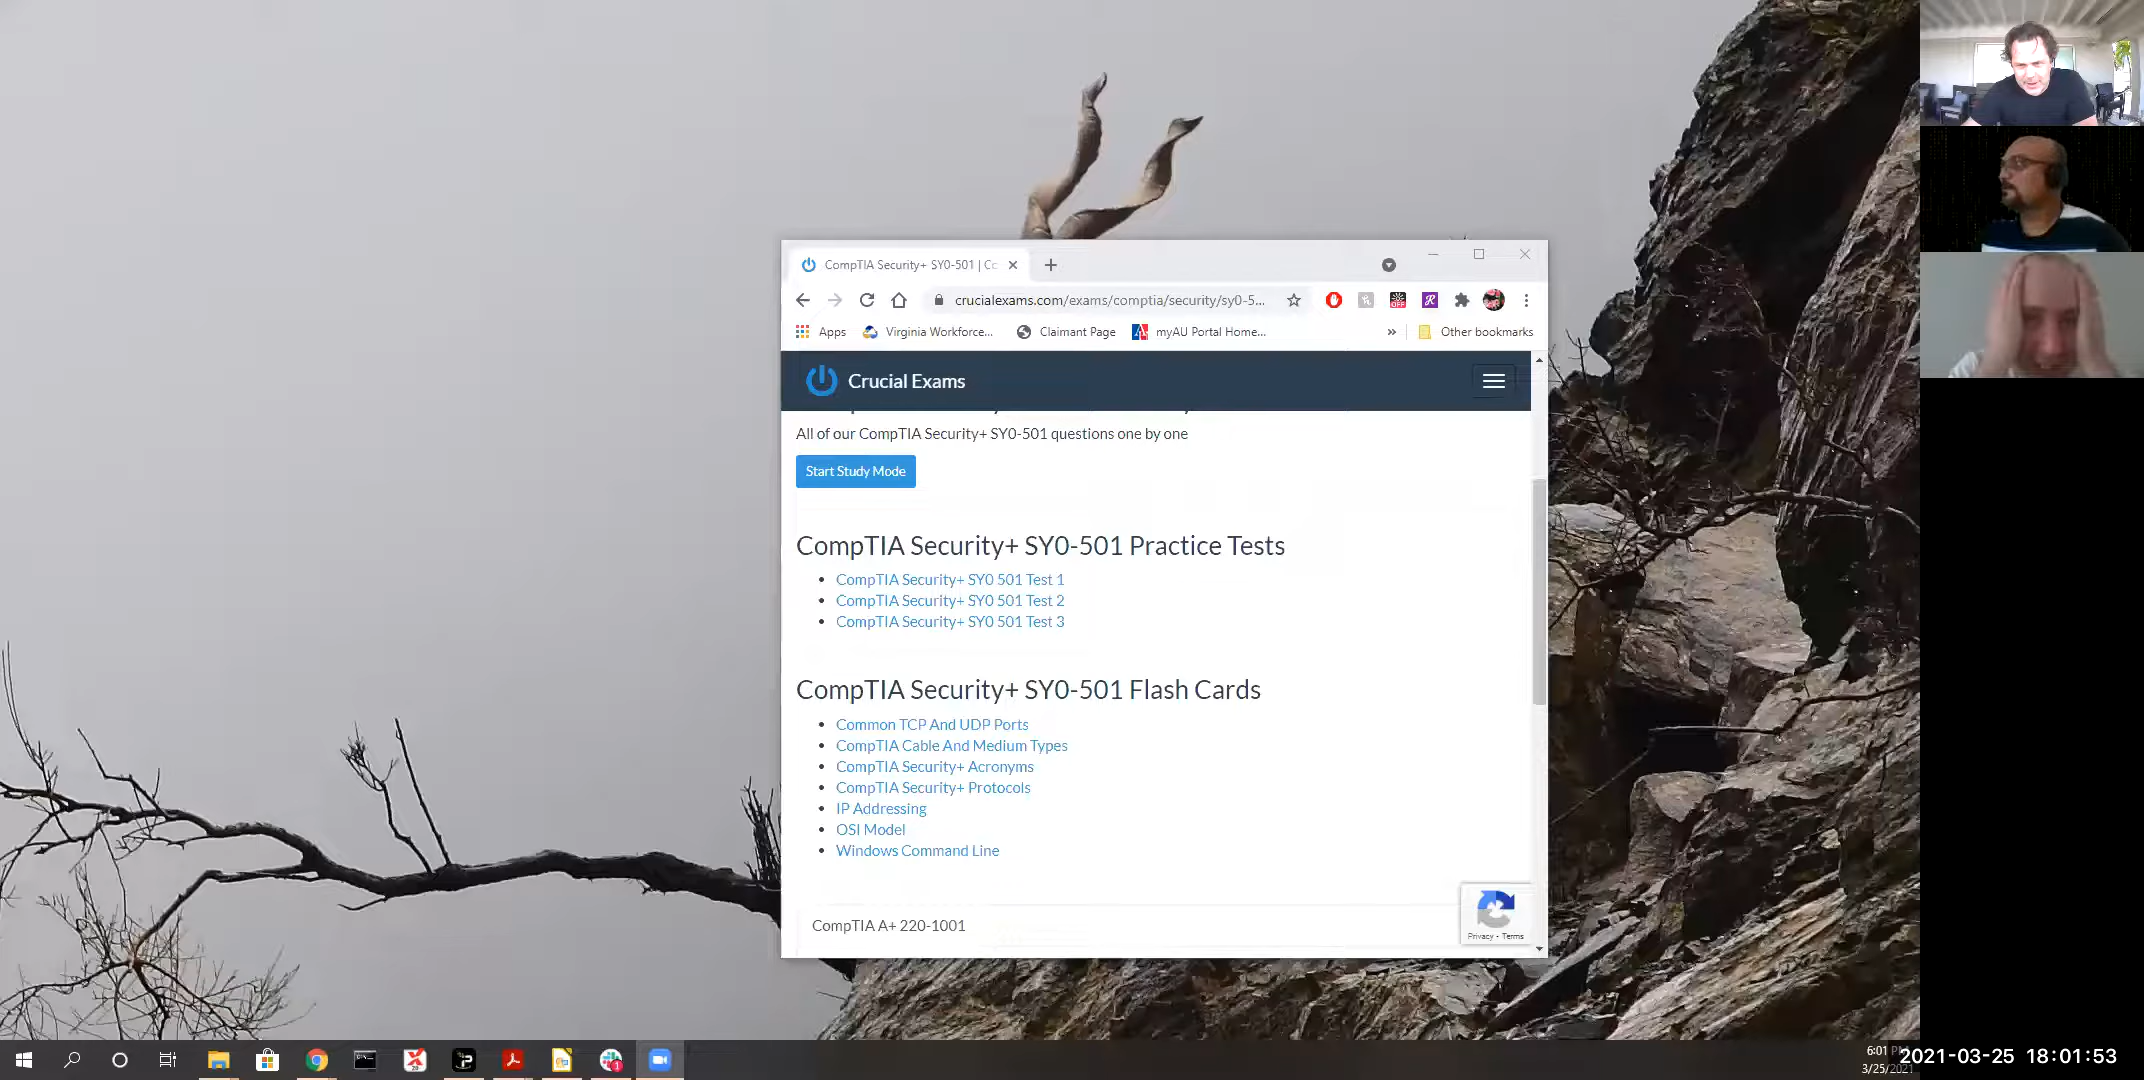 CompTIA Security+ SY0-501 | Cc
crucialexams.com/exams/comptia/security/sy0-5...
OFF
Apps
Virginia Workforce...
Claimant Page
myAU Portal Home...
»
Other bookmarks
Crucial Exams
All of our CompTIA Security+ SY0-501 questions one by one
Start Study Mode
CompTIA Security+ SY0-501 Practice Tests
CompTIA Security+ SY0 501 Test 1
CompTIA Security+ SY0 501 Test 2
CompTIA Security+ SY0 501 Test 3
CompTIA Security+ SY0-501 Flash Cards
Common TCP And UDP Ports
CompTIA Cable And Medium Types
CompTIA Security+ Acronyms
CompTIA Security+ Protocols
IP Addressing
OSI Model
Windows Command Line
CompTIA A+ 220-1001
Privacy - Terms
6:01 PM
3/25/2021
2021-03-25 18:01:53